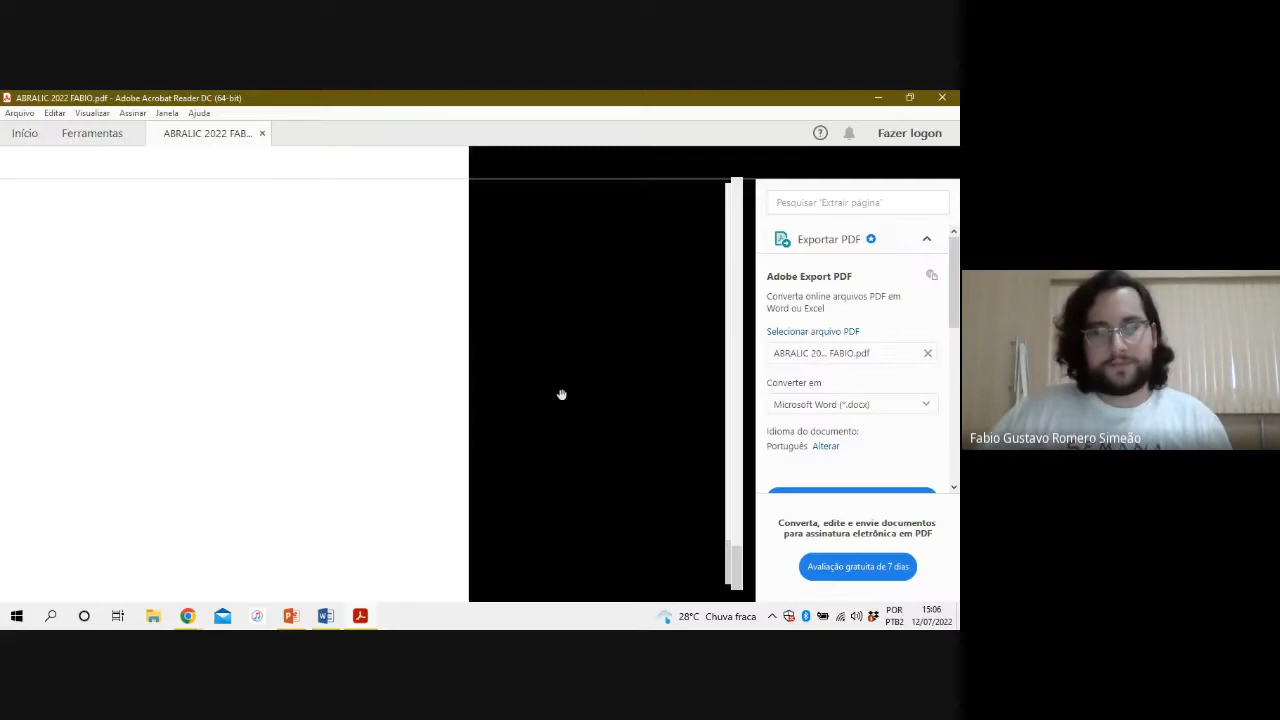 ABRALIC 2022 FABIO.pdf - Adobe Acrobat Reader DC (64-bit)
Arquivo Editar Visualizar Assinar Janela Ajuda
Início Ferramentas ABRALIC 2022 FAB... Fazer logon
Pesquisar 'Extrair página'
Exportar PDF
Adobe Export PDF
Converta online arquivos PDF em
Word ou Excel
Selecionar arquivo PDF
ABRALIC 20... FABIO.pdf
Converter em
Microsoft Word (*.docx)
Idioma do documento:
Português Alterar
Fabio Gustavo Romero Simeão
Converta, edite e envie documentos
para assinatura eletrônica em PDF
Avaliação gratuita de 7 dias
28°C Chuva fraca
POR
PTB2
15:06
12/07/2022